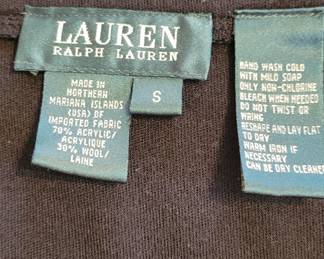 LAUREN
RALPH LAUREN
MADE IN
NORTHERN
MARIANA ISLANDS
(USA) OF
IMPORTED FABRIC
70% ACRYLIC/
ACRYLIQUE
30% WOOL/
LAINE
S
HAND WASH COLD
WITH MILD SOAP
ONLY NON-CHLORINE
BLEACH WHEN NEEDED
DO NOT TWIST OR
WRING
RESHAPE AND LAY FLAT
TO DRY
WARM IRON IF
NECESSARY
CAN BE DRY CLEANED